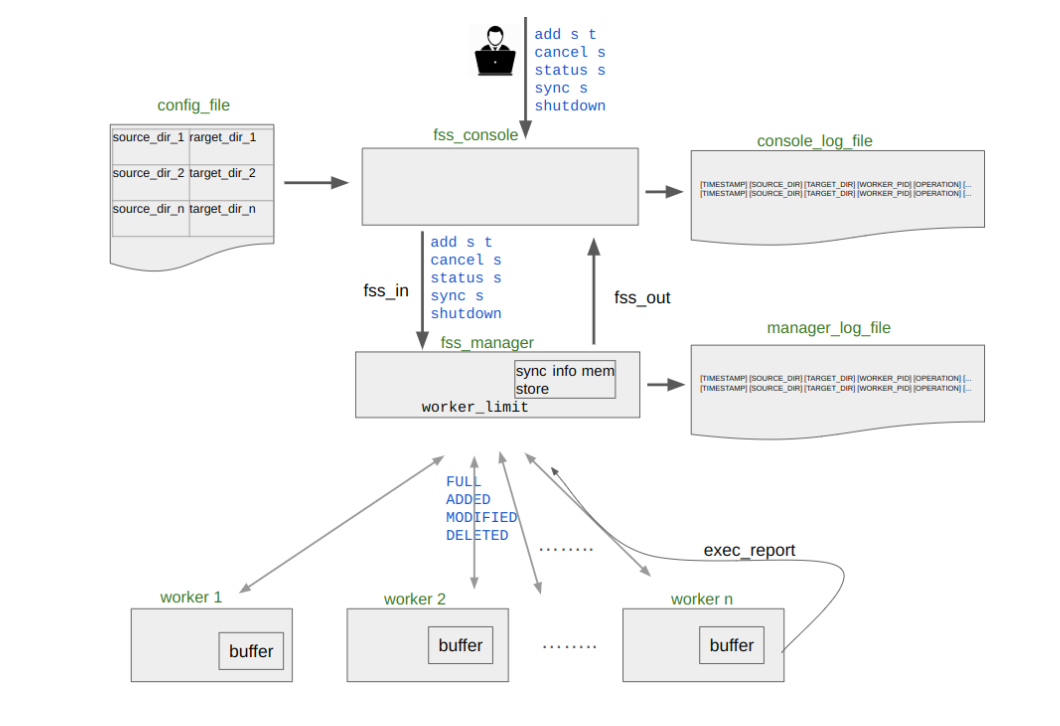 add s t
cancel s
status s
sync s
shutdown
config_file
source_dir_1 rarget_dir_1
source_dir_2 target_dir_2
source_dir_n target_dir_n
fss_console
console_log_file
[TIMESTAMP] [SOURCE_DIR] [TARGET_DIR] [WORKER_PID] [OPERATION] [...
[TIMESTAMP] [SOURCE_DIR] [TARGET_DIR] [WORKER_PID] [OPERATION] [...
fss_in
add s t
cancel s
status s
sync s
shutdown
fss_out
fss_manager
sync info mem
store
worker_limit
manager_log_file
[TIMESTAMP] [SOURCE_DIR] [TARGET_DIR] [WORKER_PID] [OPERATION] [...
[TIMESTAMP] [SOURCE_DIR] [TARGET_DIR] [WORKER_PID] [OPERATION] [...
FULL
ADDED
MODIFIED
DELETED
........
exec_report
worker 1
buffer
worker 2
buffer
........
worker n
buffer